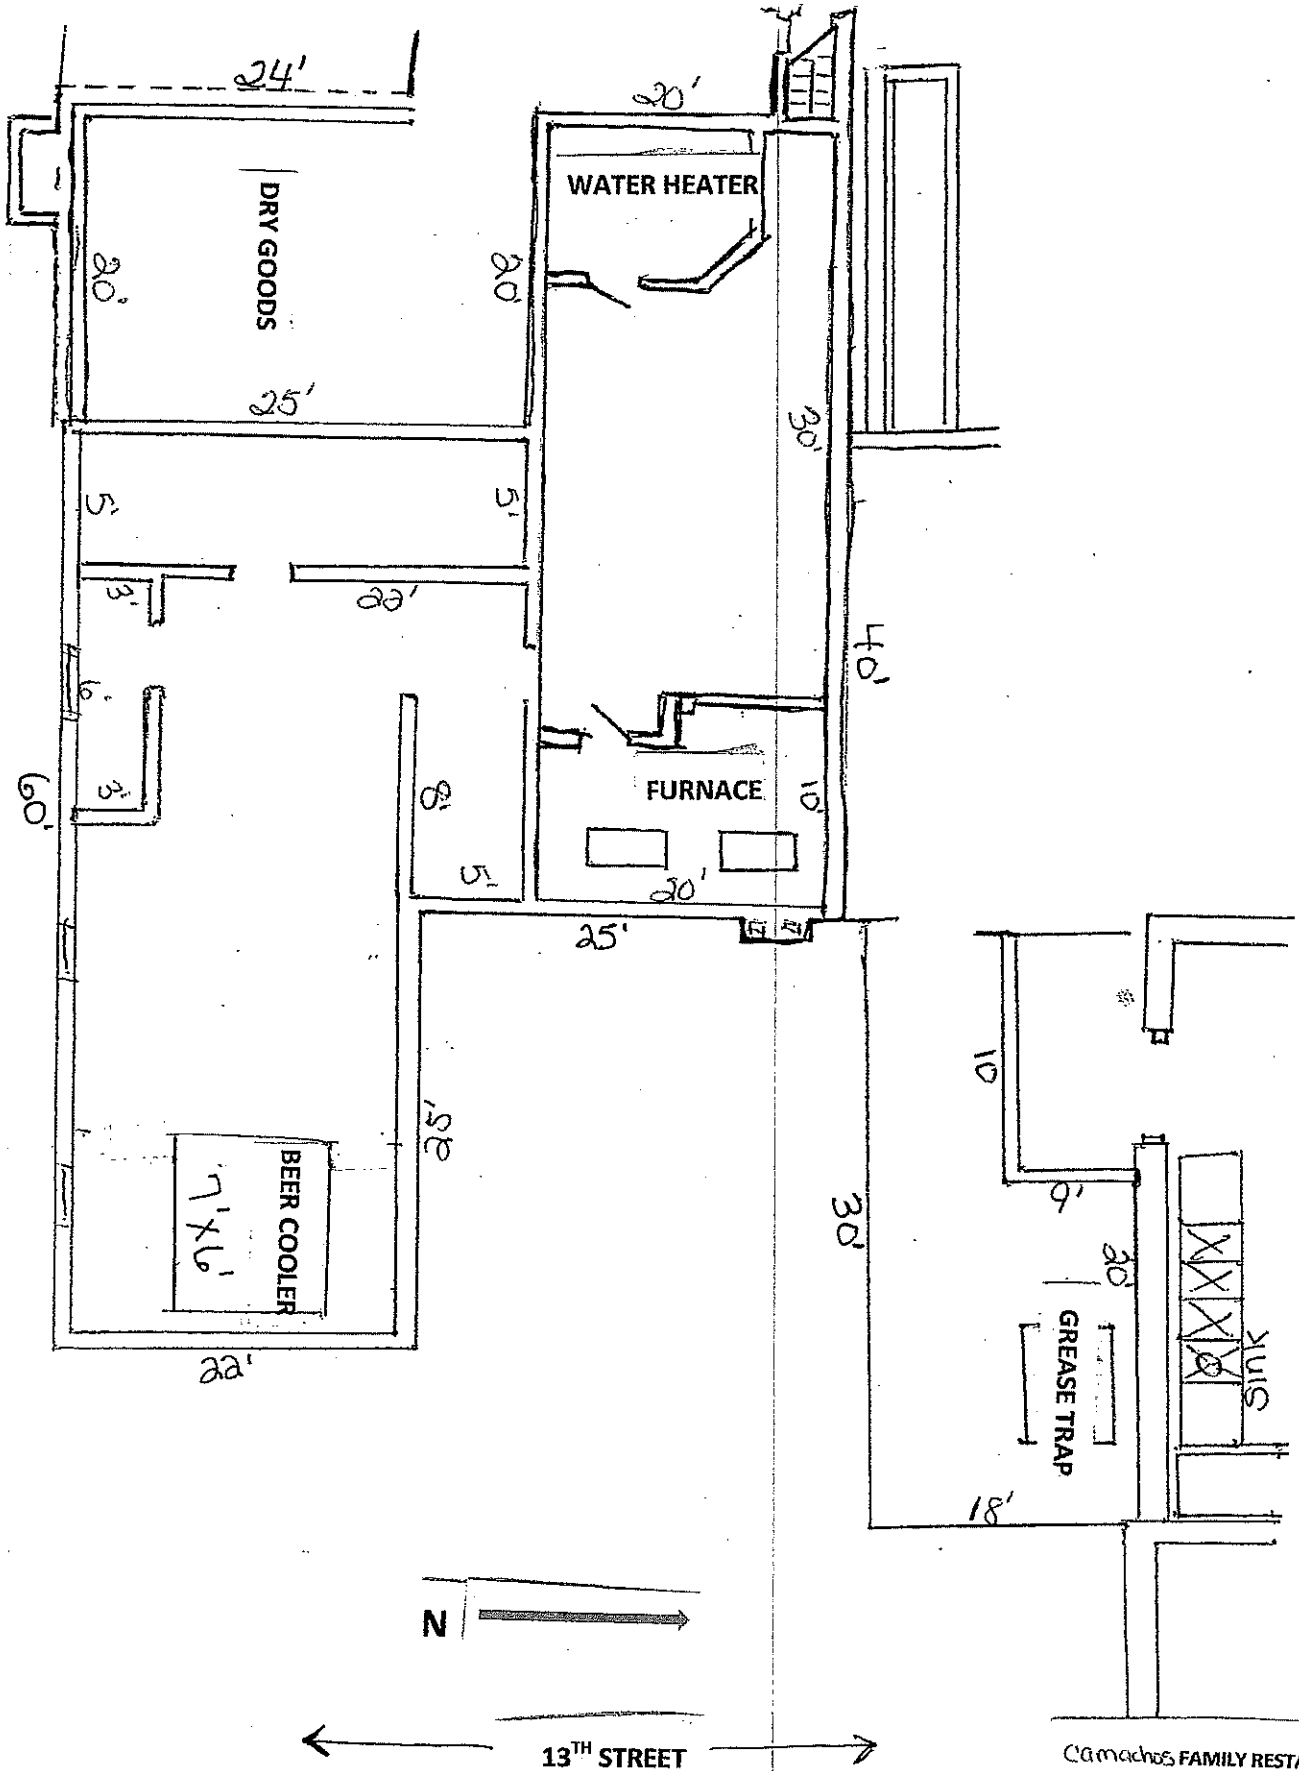 24'
20'
WATER HEATER
DRY GOODS
20'
20'
25'
30'
5'
5'
3'
22'
40'
6'
3'
60'
8'
FURNACE
10'
5'
20'
25'
10
9'
30'
20'
BEER COOLER
7'X6'
GREASE TRAP
Sink
22'
18'
N
13TH STREET
Camachos FAMILY REST